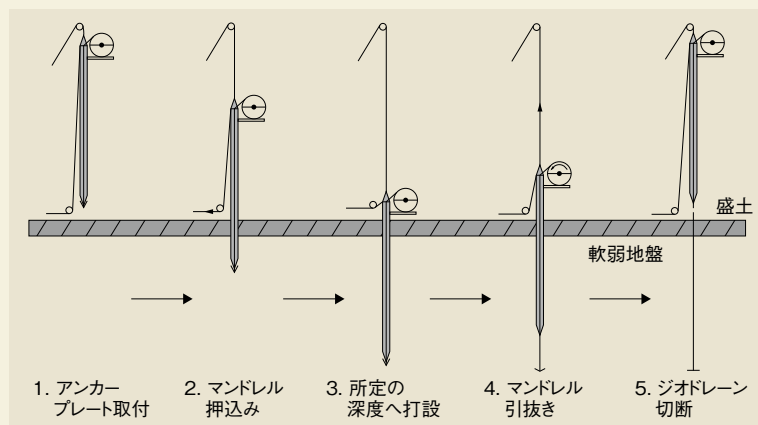 盛土
軟弱地盤
1. アンカー
プレート取付
2. マンドレル
押込み
3. 所定の
深度へ打設
4. マンドレル
引抜き
5. ジオドレーン
切断